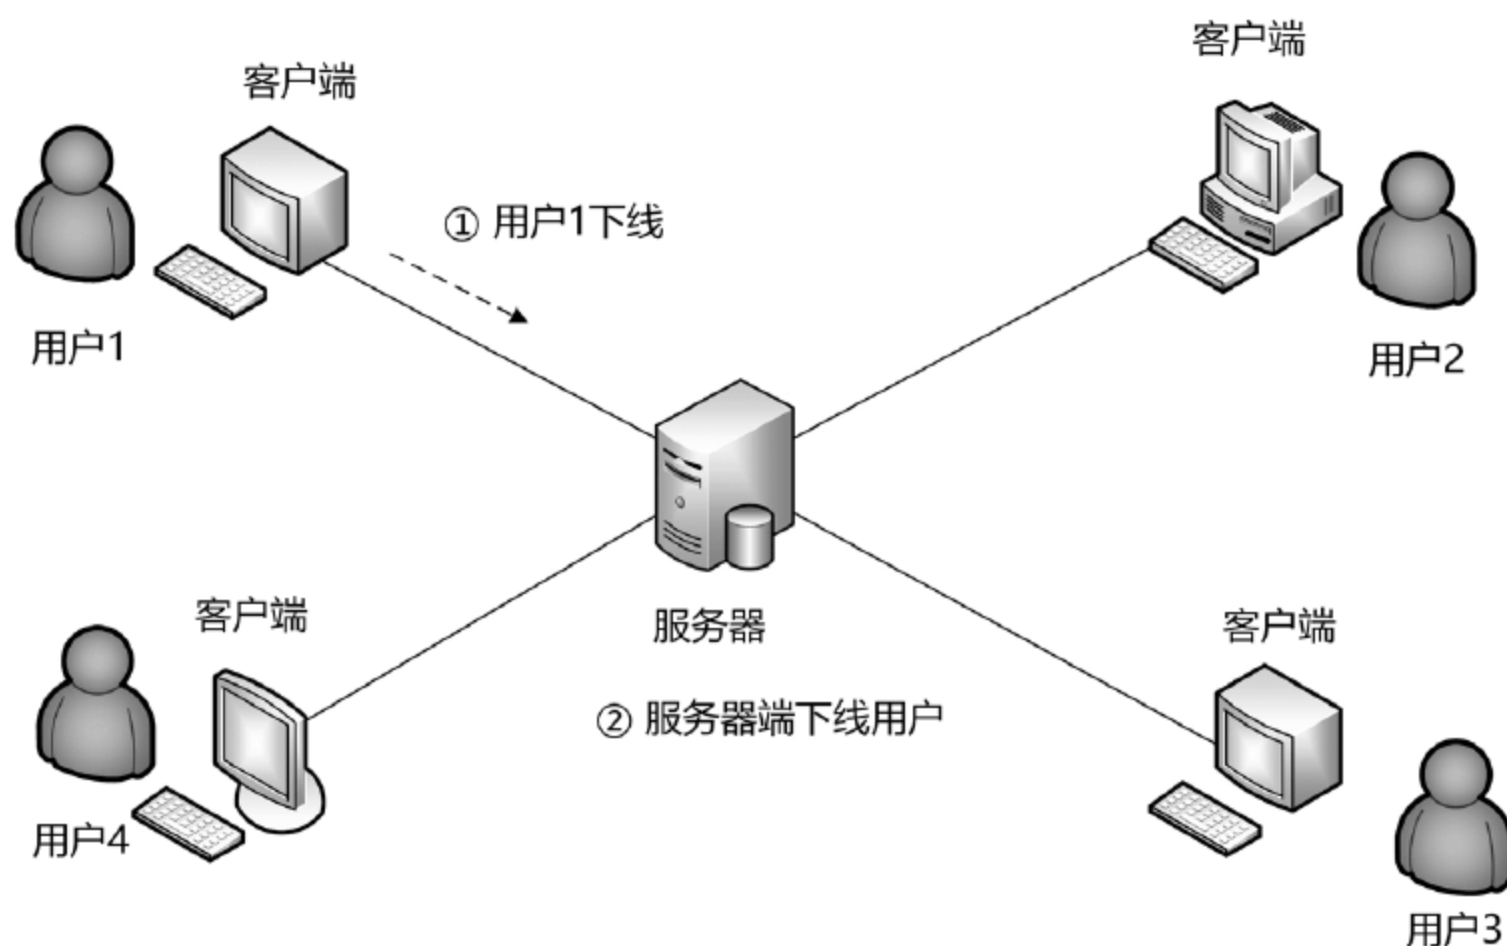 客户端
客户端
① 用户1下线
用户1
用户2
服务器
客户端
客户端
② 服务器端下线用户
用户4
用户3